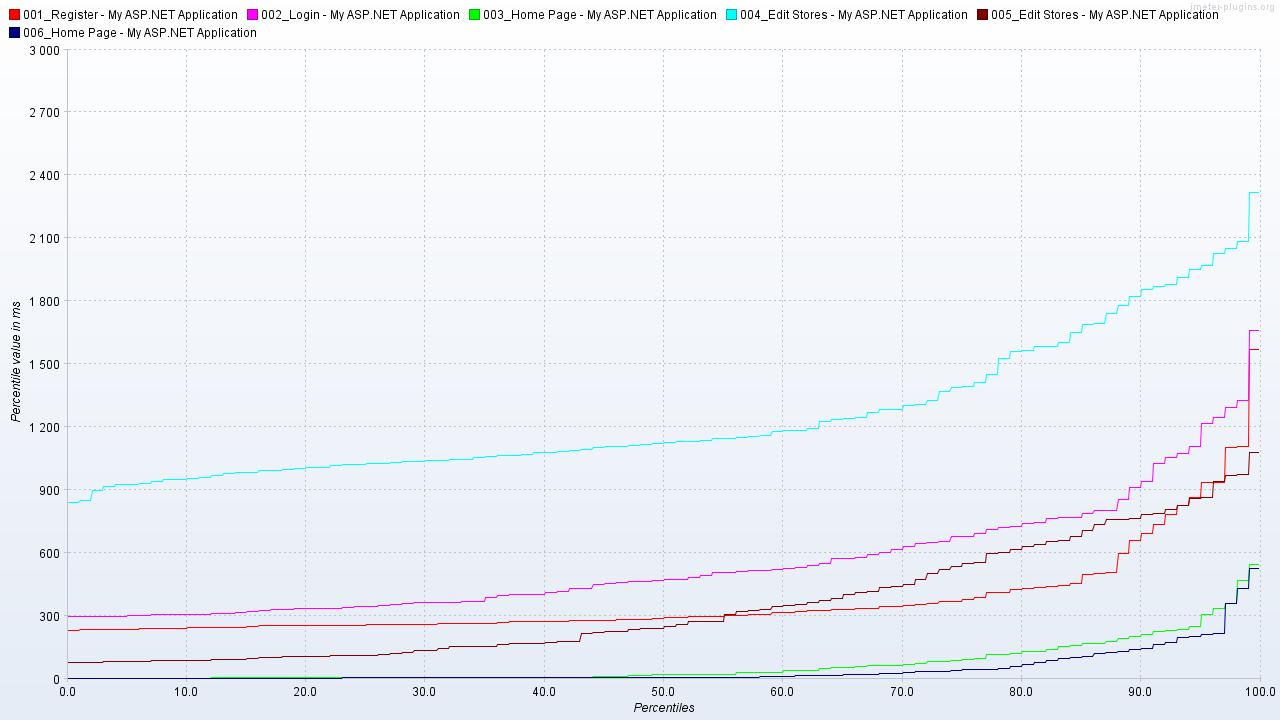 001_Register - My ASP.NET Application 002_Login - My ASP.NET Application 003_Home Page - My ASP.NET Application 004_Edit Stores - My ASP.NET Application 005_Edit Stores - My ASP.NET Application
jmeter-plugins.org
006_Home Page - My ASP.NET Application
3 000
2 700
2 400
2 100
1 800
1 500
1 200
900
600
300
0
Percentile value in ms
0.0 10.0 20.0 30.0 40.0 50.0 60.0 70.0 80.0 90.0 100.0
Percentiles